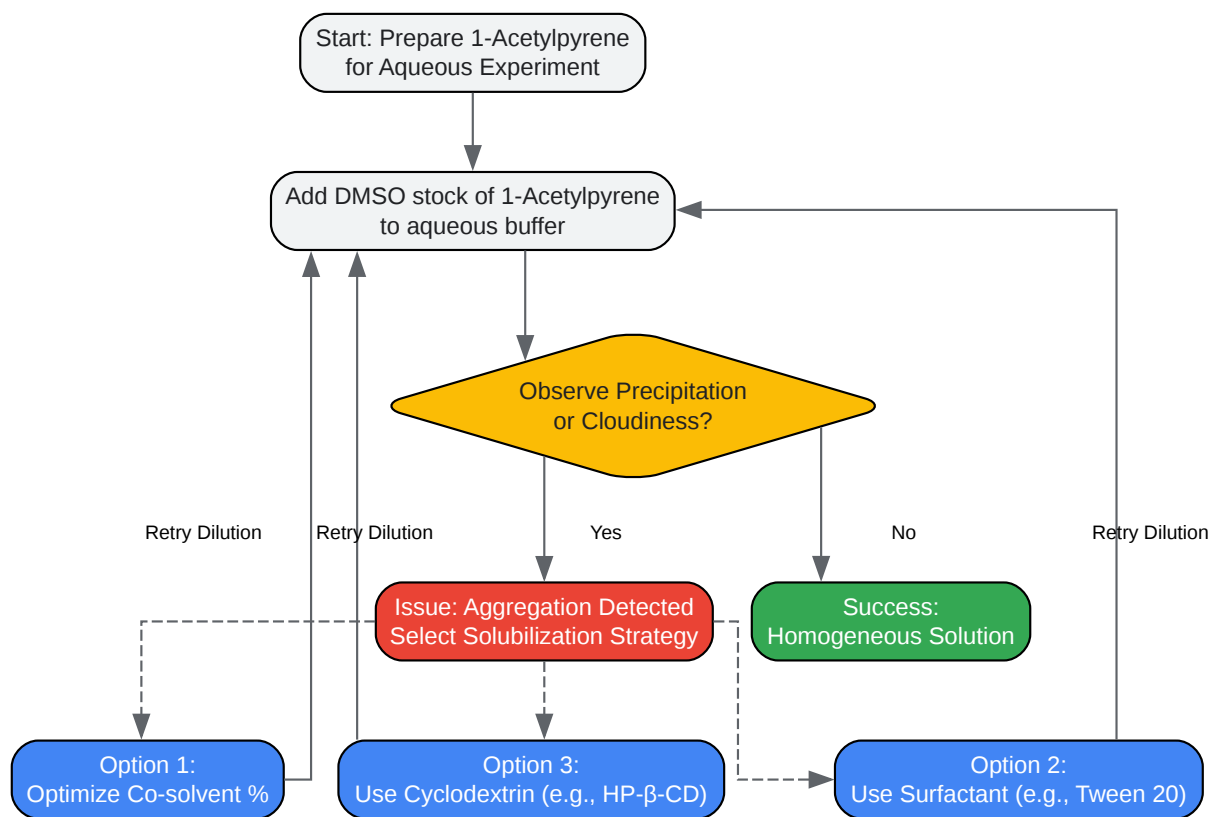 Start: Prepare 1-Acetylpyrene
for Aqueous Experiment
Add DMSO stock of 1-Acetylpyrene
to aqueous buffer
Observe Precipitation
or Cloudiness?
Retry Dilution
Retry Dilution
Yes
No
Retry Dilution
Issue: Aggregation Detected
Select Solubilization Strategy
Success:
Homogeneous Solution
Option 1:
Optimize Co-solvent %
Option 3:
Use Cyclodextrin (e.g., HP-β-CD)
Option 2:
Use Surfactant (e.g., Tween 20)